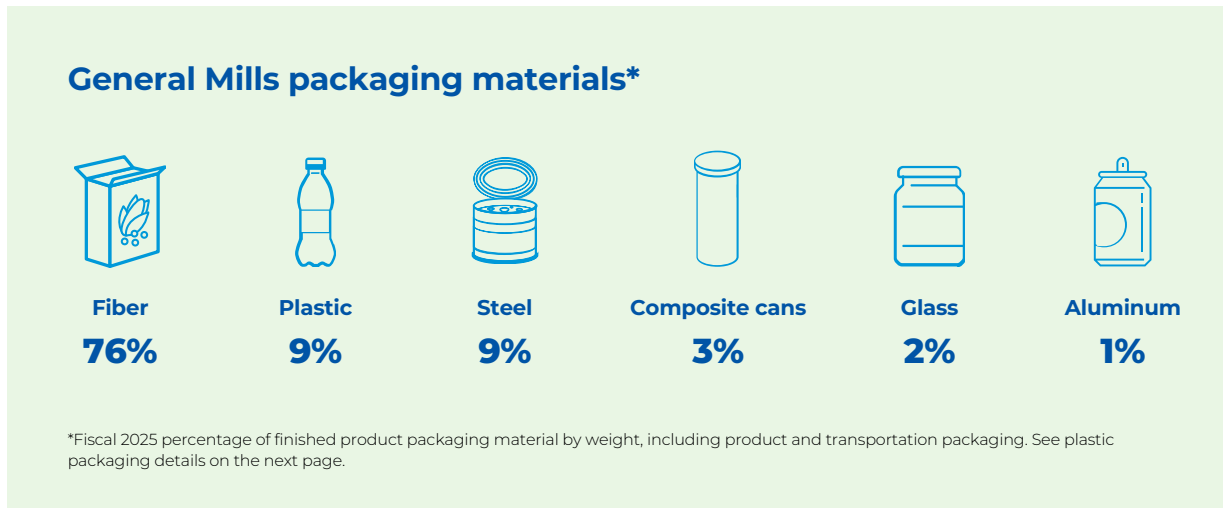 General Mills packaging materials*
Fiber
Plastic
Steel
Composite cans
Glass
Aluminum
76%
9%
9%
3%
2%
1%
*Fiscal 2025 percentage of finished product packaging material by weight, including product and transportation packaging. See plastic
packaging details on the next page.